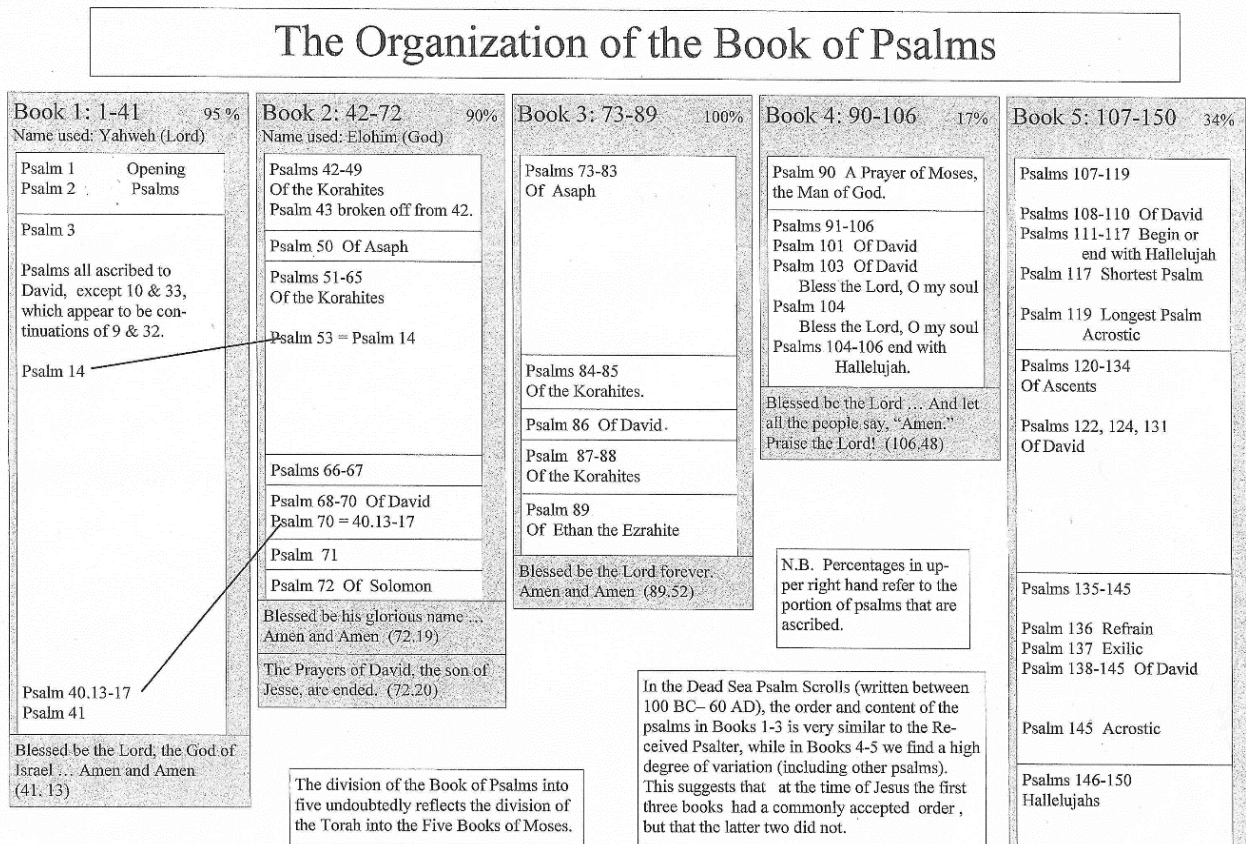 The Organization of the Book of Psalms
Book 1: 1-41 95 %
Name used: Yahweh (Lord)
Psalm 1 Opening
Psalm 2 Psalms
Psalm 3
Psalms all ascribed to
David, except 10 & 33,
which appear to be con-
tinuations of 9 & 32.
Psalm 14
Psalm 40.13-17
Psalm 41
Blessed be the Lord, the God of
Israel ... Amen and Amen
(41. 13)
Book 2: 42-72 90%
Name used: Elohim (God)
Psalms 42-49
Of the Korahites
Psalm 43 broken off from 42.
Psalm 50 Of Asaph
Psalms 51-65
Of the Korahites
Psalm 53 = Psalm 14
Psalms 66-67
Psalm 68-70 Of David
Psalm 70 = 40.13-17
Psalm 71
Psalm 72 Of Solomon
Blessed be his glorious name ...
Amen and Amen (72.19)
The Prayers of David, the son of
Jesse, are ended. (72.20)
Book 3: 73-89 100%
Psalms 73-83
Of Asaph
Psalms 84-85
Of the Korahites.
Psalm 86 Of David.
Psalm 87-88
Of the Korahites
Psalm 89
Of Ethan the Ezrahite
Blessed be the Lord forever.
Amen and Amen (89.52)
Book 4: 90-106 17%
Psalm 90 A Prayer of Moses,
the Man of God.
Psalms 91-106
Psalm 101 Of David
Psalm 103 Of David
Bless the Lord, O my soul
Psalm 104
Bless the Lord, O my soul
Psalms 104-106 end with
Hallelujah.
Blessed be the Lord ... And let
all the people say, “Amen.”
Praise the Lord! (106.48)
Book 5: 107-150 34%
Psalms 107-119
Psalms 108-110 Of David
Psalms 111-117 Begin or
end with Hallelujah
Psalm 117 Shortest Psalm
Psalm 119 Longest Psalm
Acrostic
Psalms 120-134
Of Ascents
Psalms 122, 124, 131
Of David
Psalms 135-145
Psalm 136 Refrain
Psalm 137 Exilic
Psalm 138-145 Of David
Psalm 145 Acrostic
Psalms 146-150
Hallelujahs
N.B. Percentages in up-
per right hand refer to the
portion of psalms that are
ascribed.
The division of the Book of Psalms into
five undoubtedly reflects the division of
the Torah into the Five Books of Moses.
In the Dead Sea Psalm Scrolls (written between
100 BC– 60 AD), the order and content of the
psalms in Books 1-3 is very similar to the Re-
ceived Psalter, while in Books 4-5 we find a high
degree of variation (including other psalms).
This suggests that at the time of Jesus the first
three books had a commonly accepted order ,
but that the latter two did not.